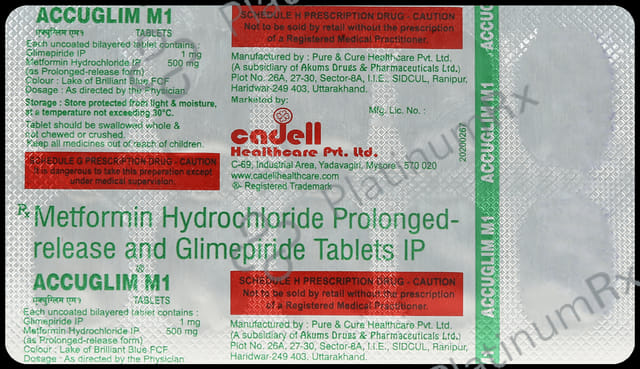 ACCUGLIM M1
एक्युग्लिम एम१ TABLETS
Each uncoated bilayered tablet contains :
Glimepiride IP 1 mg
Metformin Hydrochloride IP 500 mg
(as Prolonged-release form)
Colour : Lake of Brilliant Blue FCF
Dosage : As directed by the Physician
Storage : Store protected from light & moisture,
at a temperature not exceeding 30°C.
Tablet should be swallowed whole &
not chewed or crushed.
Keep all medicines out of reach of children.
SCHEDULE G PRESCRIPTION DRUG - CAUTION
It is dangerous to take this preparation except
under medical supervision.
SCHEDULE H PRESCRIPTION DRUG - CAUTION
Not to be sold by retail without the prescription
of a Registered Medical Practitioner.
Manufactured by : Pure & Cure Healthcare Pvt. Ltd.
(A subsidiary of Akums Drugs & Pharmaceuticals Ltd.)
Plot No. 26A, 27-30, Sector-8A, I.I.E., SIDCUL, Ranipur,
Haridwar-249 403, Uttarakhand.
Marketed by:
Mfg. Lic. No. :
cadell
Healthcare Pvt. Ltd.
C-69, Industrial Area, Yadavagiri, Mysore - 570 020
www.cadellhealthcare.com
® - Registered Trademark
20200/267
Rx Metformin Hydrochloride Prolonged-
release and Glimepiride Tablets IP
ACCUGLIM® M1
एक्युग्लिम एम१ TABLETS
Each uncoated bilayered tablet contains :
Glimepiride IP 1 mg
Metformin Hydrochloride IP 500 mg
(as Prolonged-release form)
Colour : Lake of Brilliant Blue FCF
Dosage : As directed by the Physician
SCHEDULE H PRESCRIPTION DRUG - CAUTION
Not to be sold by retail without the prescription
of a Registered Medical Practitioner.
Manufactured by : Pure & Cure Healthcare Pvt. Ltd.
(A subsidiary of Akums Drugs & Pharmaceuticals Ltd.)
Plot No. 26A, 27-30, Sector-8A, I.I.E., SIDCUL, Ranipur,
Haridwar-249 403, Uttarakhand.
ACCUGLIM M1
ACCUGLIM M1
PlatinumRx
PlatinumRx